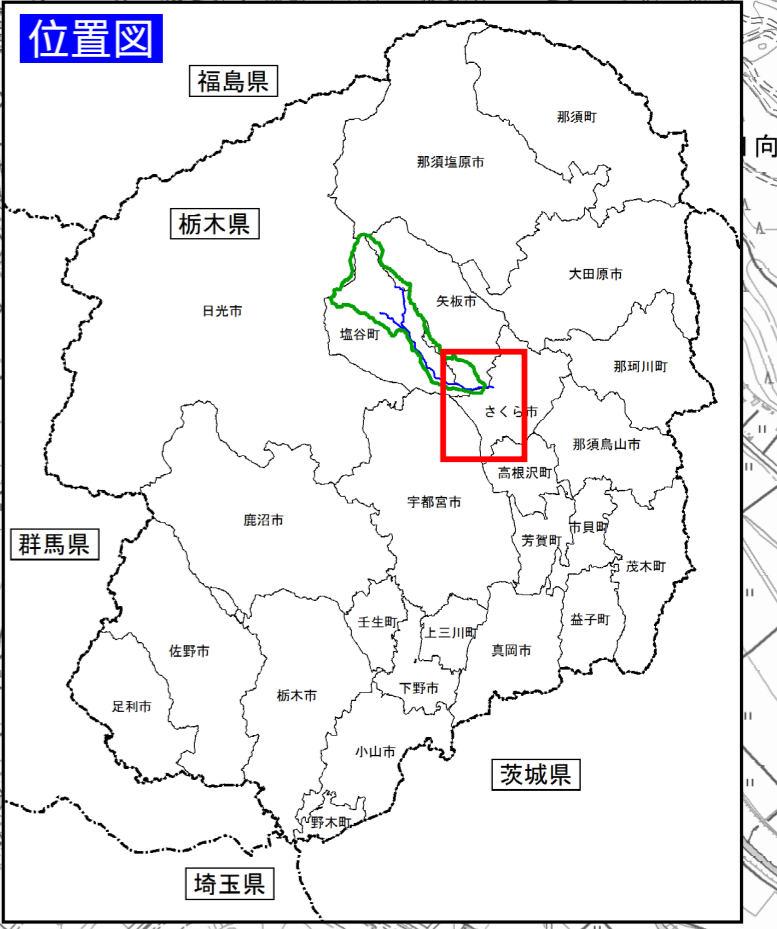 位置図
福島県
那須町
向
那須塩原市
栃木県
大田原市
矢板市
日光市
塩谷町
那珂川町
さくら市
那須烏山市
高根沢町
宇都宮市
鹿沼市
市貝町
芳賀町
群馬県
茂木町
益子町
壬生町
上三川町
佐野市
真岡市
下野市
栃木市
足利市
小山市
茨城県
野木町
埼玉県